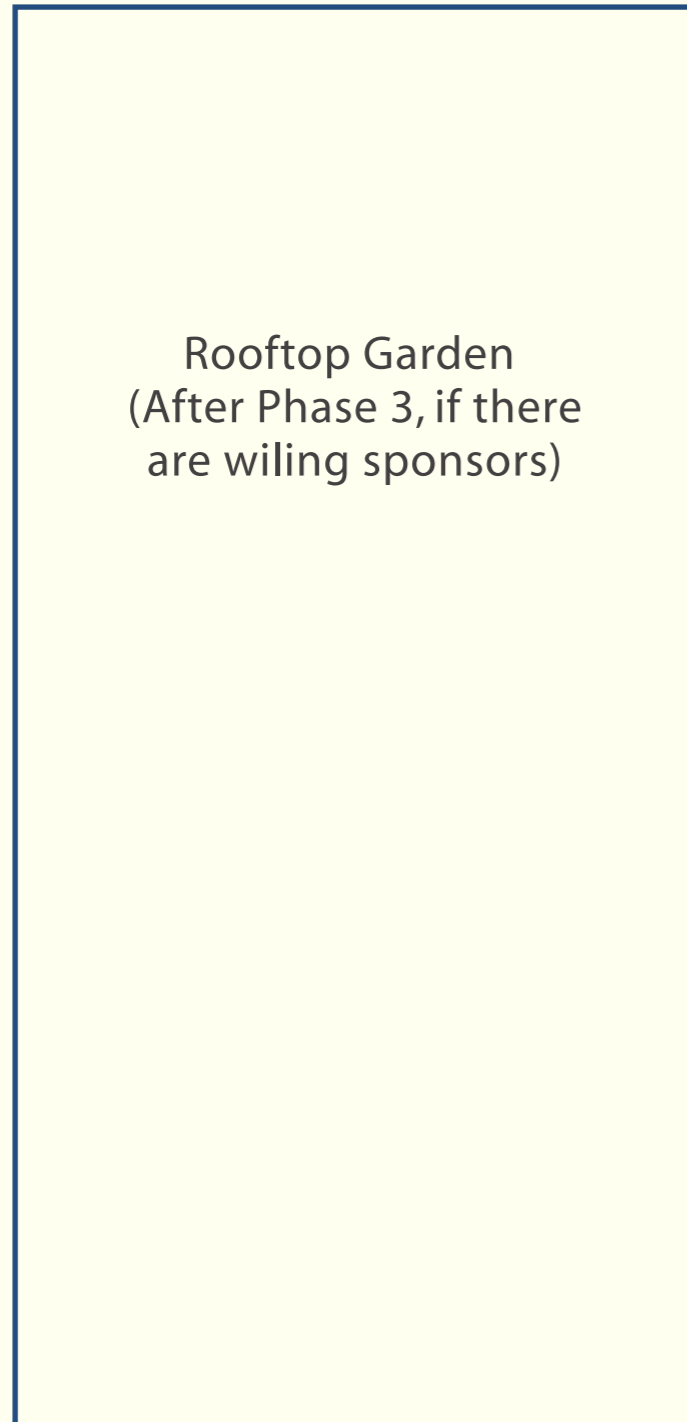 Rooftop Garden
(After Phase 3, if there
are wiling sponsors)